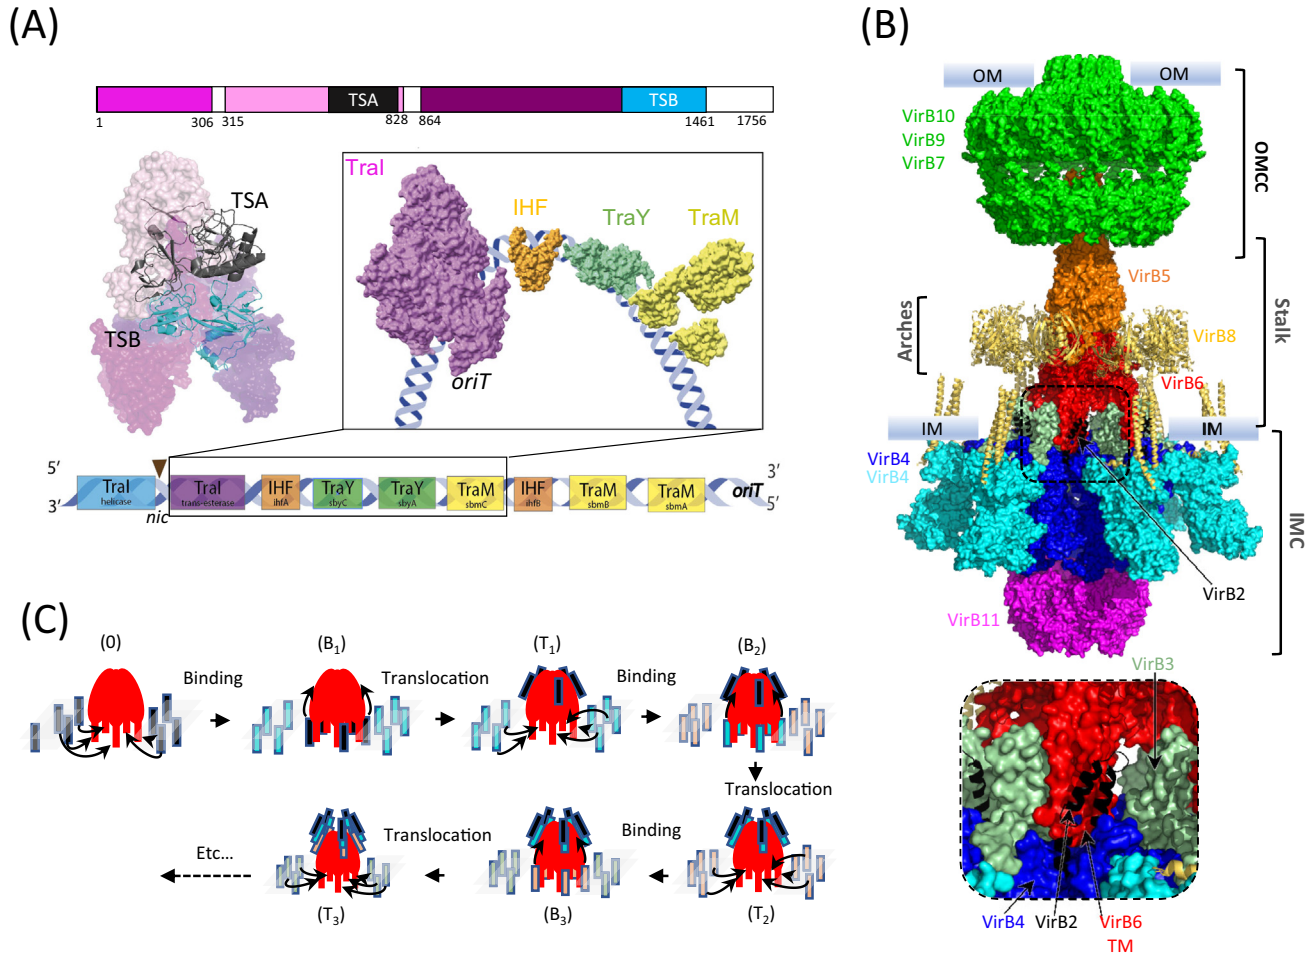 (A)
TSA
TSB
1
306
315
828
864
1461
1756
TSA
TSB
TraI
IHF
TraY
TraM
oriT
5′
3′
TraI
helicase
nic
TraI
trans-esterase
IHF
ihfA
TraY
sbyC
TraY
sbyA
TraM
sbmC
IHF
ihfB
TraM
sbmB
TraM
sbmA
oriT
3′
5′
(B)
OM
OM
VirB10
VirB9
VirB7
OMCC
VirB5
Arches
VirB8
Stalk
VirB6
IM
IM
VirB4
VirB4
IMC
VirB2
VirB11
VirB3
VirB4
VirB2
VirB6
TM
(C)
(0)
Binding
(B1)
Translocation
(T1)
Binding
(B2)
Translocation
(T2)
Binding
(B3)
Translocation
(T3)
Etc...